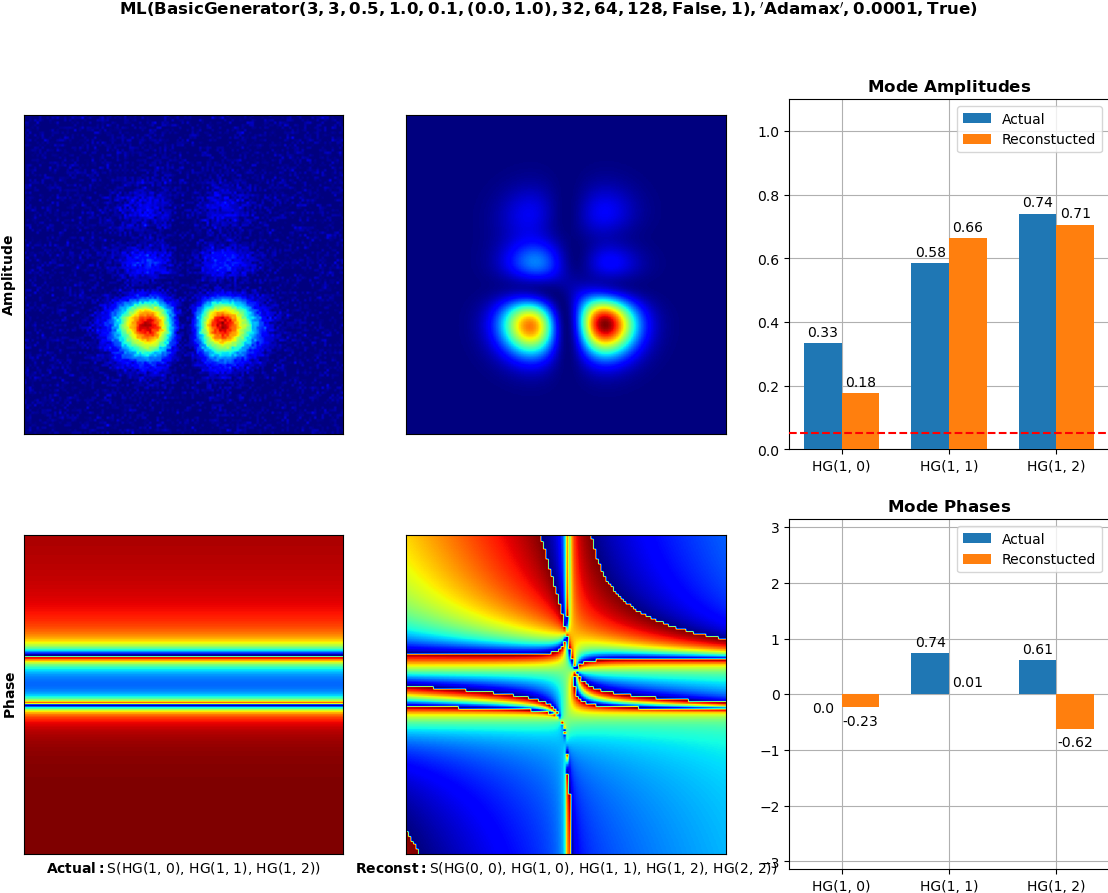 ML(BasicGenerator(3, 3, 0.5, 1.0, 0.1, (0.0, 1.0), 32, 64, 128, False, 1), 'Adamax', 0.0001, True)
Amplitude
Mode Amplitudes
Actual
Reconstucted
1.0
0.8
0.6
0.4
0.2
0.0
0.33
0.18
0.58
0.66
0.74
0.71
HG(1, 0)
HG(1, 1)
HG(1, 2)
Phase
Mode Phases
Actual
Reconstucted
3
2
1
0
−1
−2
−3
0.0
-0.23
0.74
0.01
0.61
-0.62
HG(1, 0)
HG(1, 1)
HG(1, 2)
Actual: S(HG(1, 0), HG(1, 1), HG(1, 2))
Reconst: S(HG(0, 0), HG(1, 0), HG(1, 1), HG(1, 2), HG(2, 2))